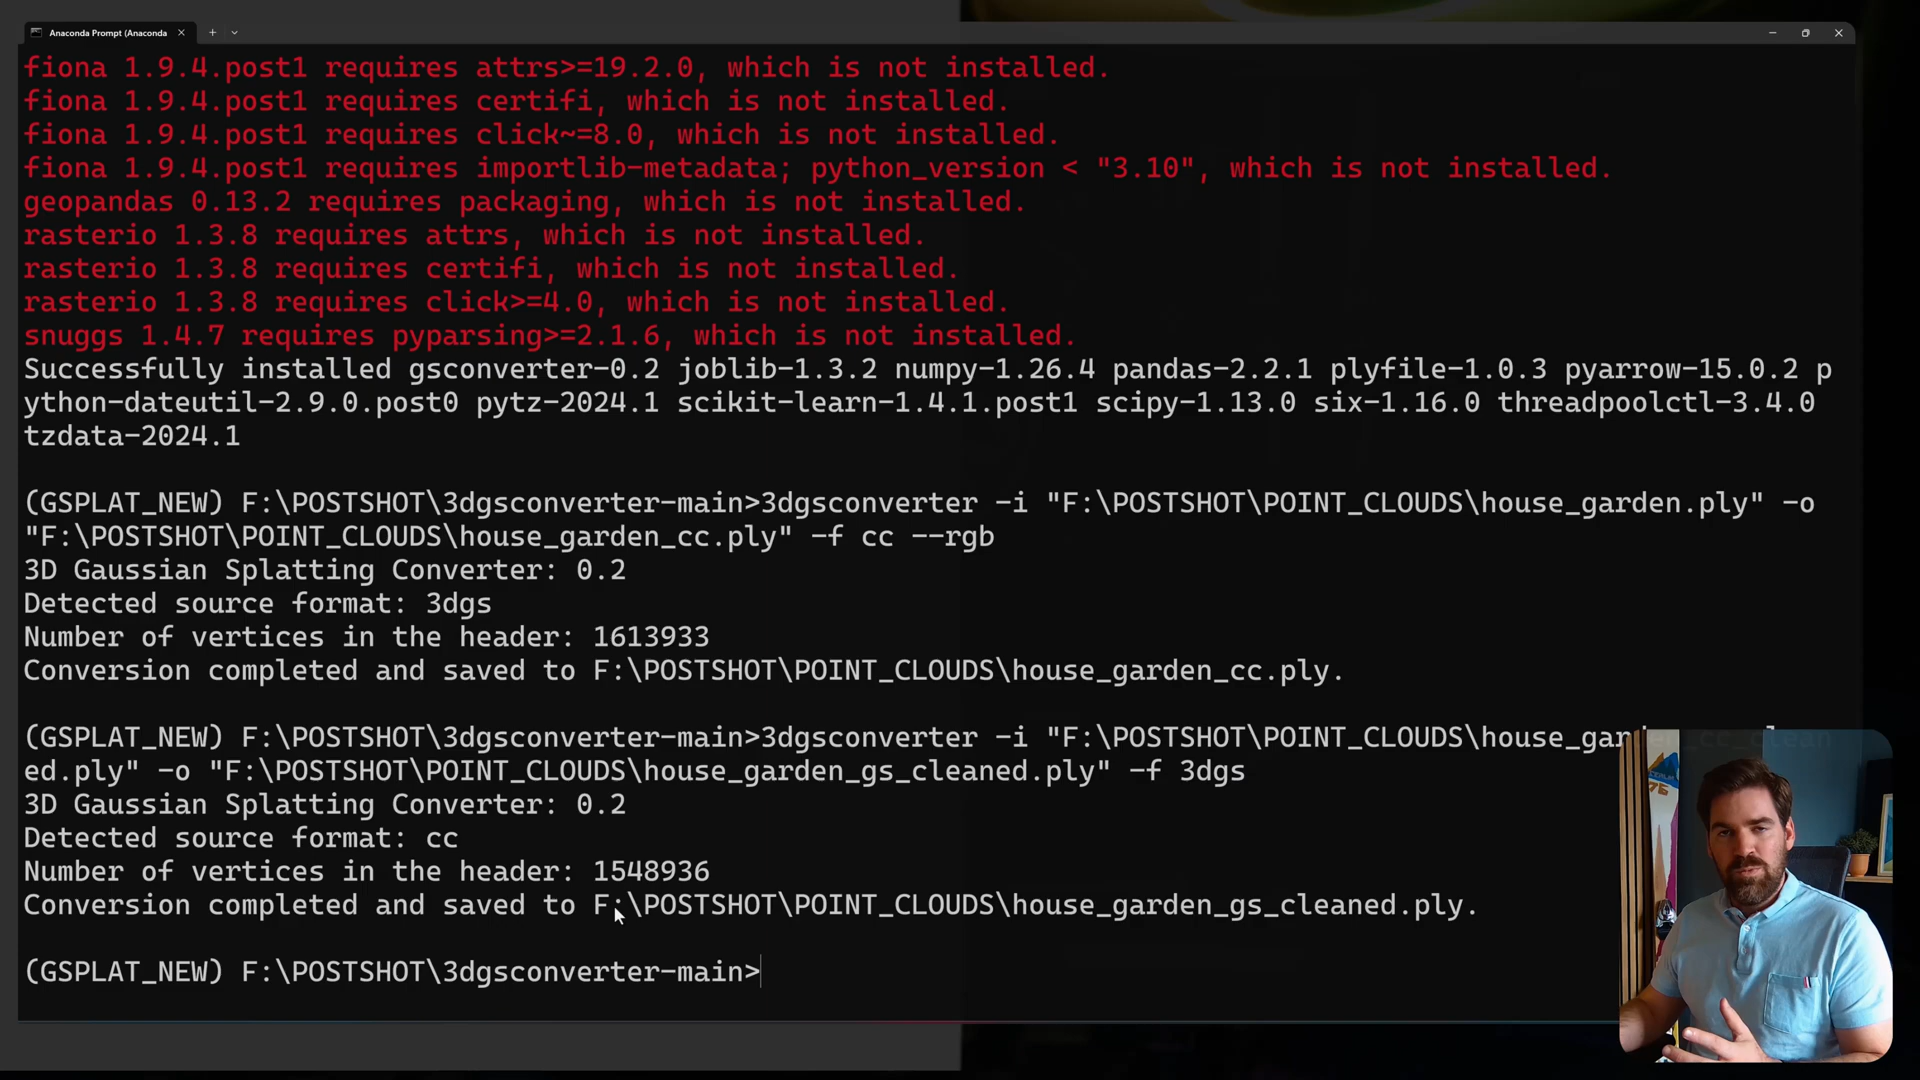 Anaconda Prompt (Anaconda
fiona 1.9.4.post1 requires attrs>=19.2.0, which is not installed.
fiona 1.9.4.post1 requires certifi, which is not installed.
fiona 1.9.4.post1 requires click~=8.0, which is not installed.
fiona 1.9.4.post1 requires importlib-metadata; python_version < "3.10", which is not installed.
geopandas 0.13.2 requires packaging, which is not installed.
rasterio 1.3.8 requires attrs, which is not installed.
rasterio 1.3.8 requires certifi, which is not installed.
rasterio 1.3.8 requires click>=4.0, which is not installed.
snuggs 1.4.7 requires pyparsing>=2.1.6, which is not installed.
Successfully installed gsconverter-0.2 joblib-1.3.2 numpy-1.26.4 pandas-2.2.1 plyfile-1.0.3 pyarrow-15.0.2 p
ython-dateutil-2.9.0.post0 pytz-2024.1 scikit-learn-1.4.1.post1 scipy-1.13.0 six-1.16.0 threadpoolctl-3.4.0
tzdata-2024.1
(GSPLAT_NEW) F:\POSTSHOT\3dgsconverter-main>3dgsconverter -i "F:\POSTSHOT\POINT_CLOUDS\house_garden.ply" -o
"F:\POSTSHOT\POINT_CLOUDS\house_garden_cc.ply" -f cc --rgb
3D Gaussian Splatting Converter: 0.2
Detected source format: 3dgs
Number of vertices in the header: 1613933
Conversion completed and saved to F:\POSTSHOT\POINT_CLOUDS\house_garden_cc.ply.
(GSPLAT_NEW) F:\POSTSHOT\3dgsconverter-main>3dgsconverter -i "F:\POSTSHOT\POINT_CLOUDS\house_garden_cc_clean
ed.ply" -o "F:\POSTSHOT\POINT_CLOUDS\house_garden_gs_cleaned.ply" -f 3dgs
3D Gaussian Splatting Converter: 0.2
Detected source format: cc
Number of vertices in the header: 1548936
Conversion completed and saved to F:\POSTSHOT\POINT_CLOUDS\house_garden_gs_cleaned.ply.
(GSPLAT_NEW) F:\POSTSHOT\3dgsconverter-main>